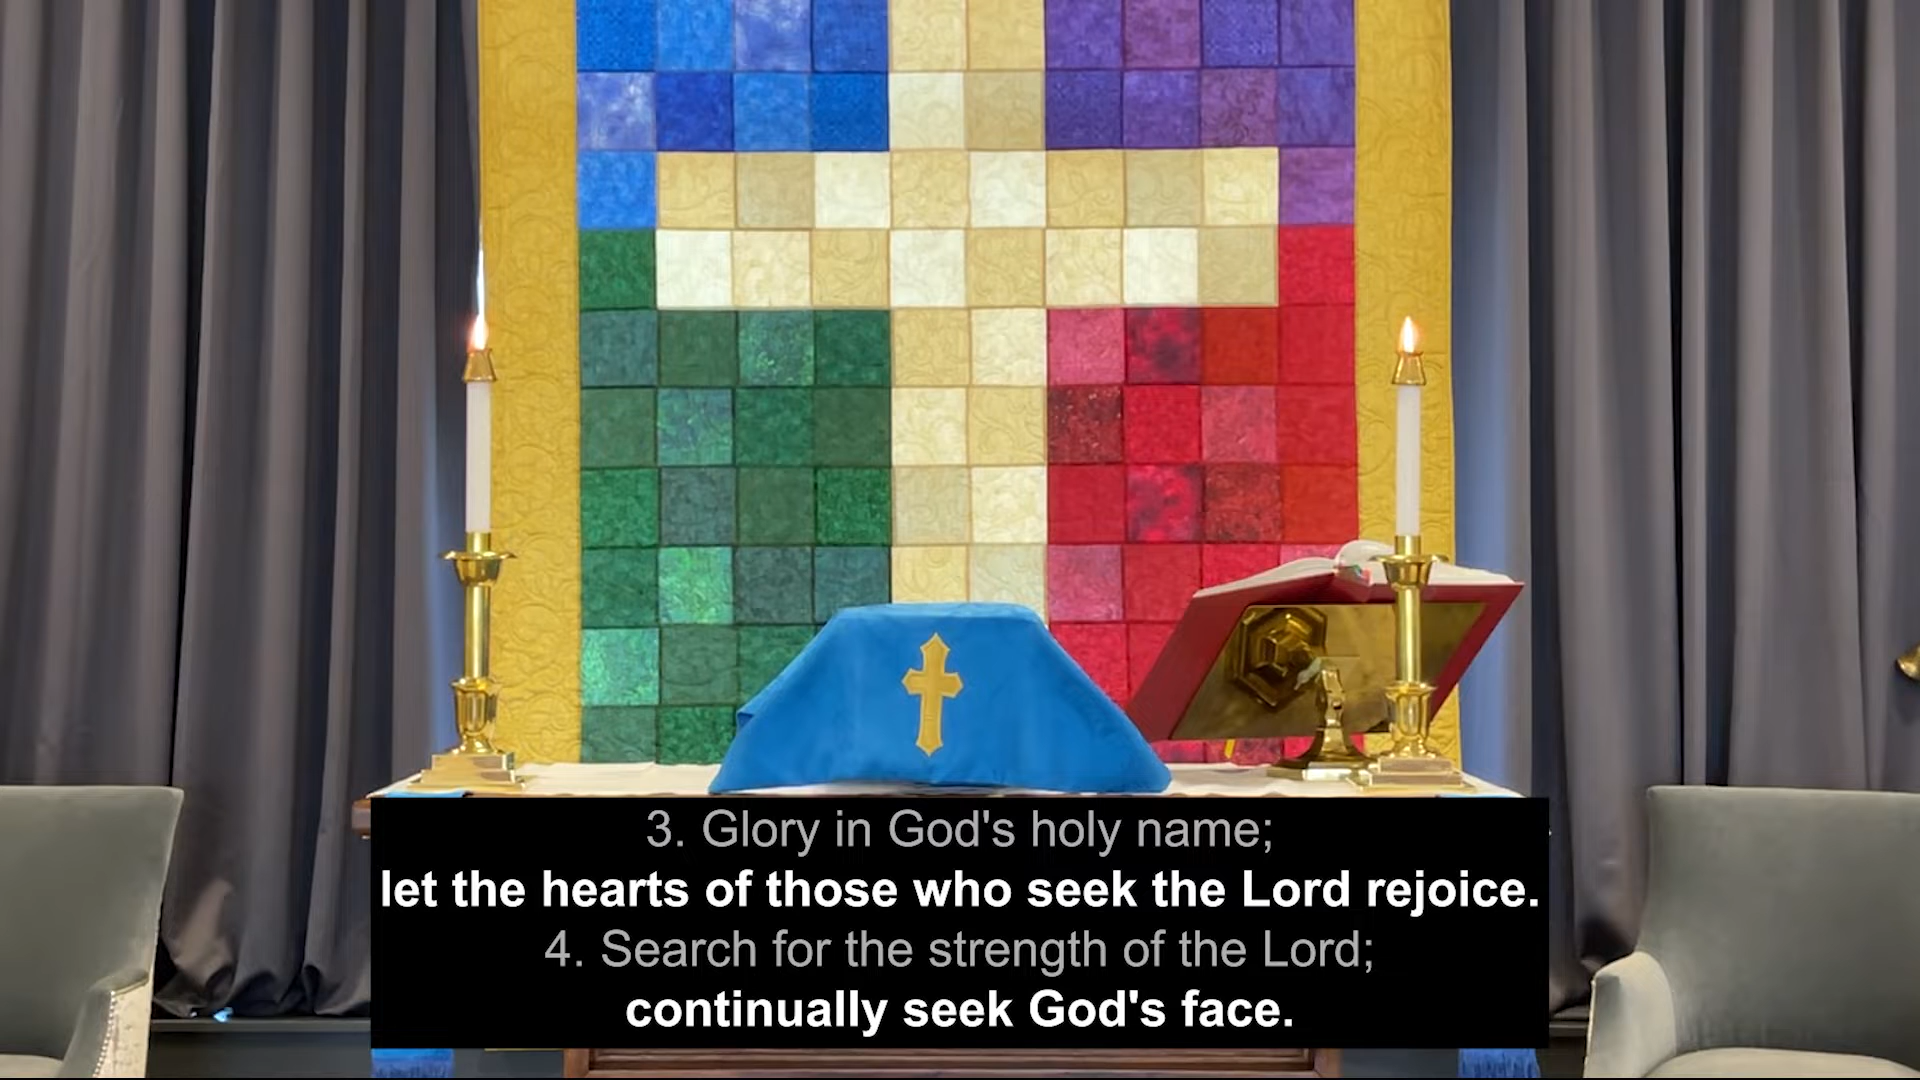 3. Glory in God's holy name;
let the hearts of those who seek the Lord rejoice.
4. Search for the strength of the Lord;
continually seek God's face.